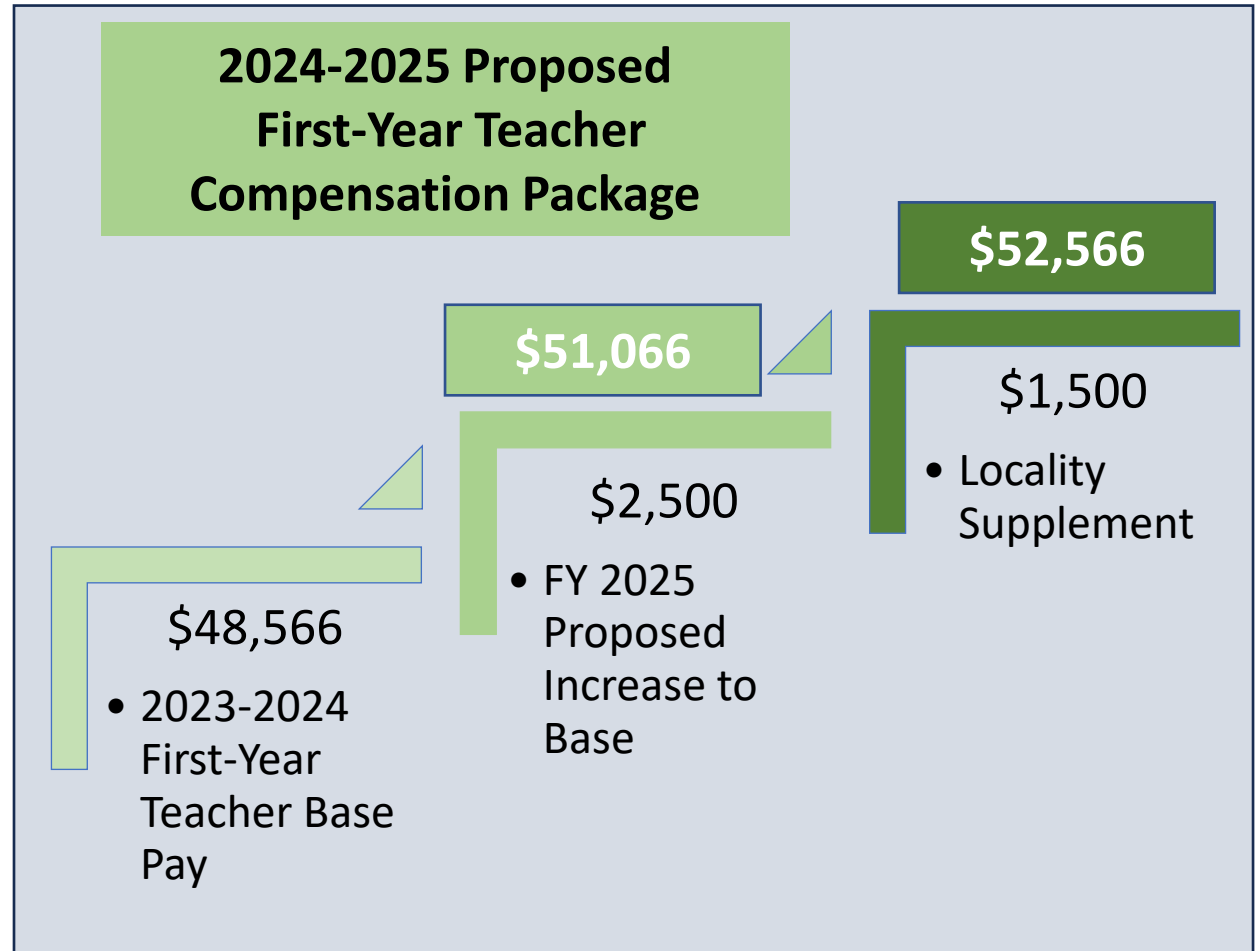 2024-2025 Proposed
First-Year Teacher
Compensation Package
$48,566
• 2023-2024
First-Year
Teacher Base
Pay
$51,066
$2,500
• FY 2025
Proposed
Increase to
Base
$52,566
$1,500
• Locality
Supplement